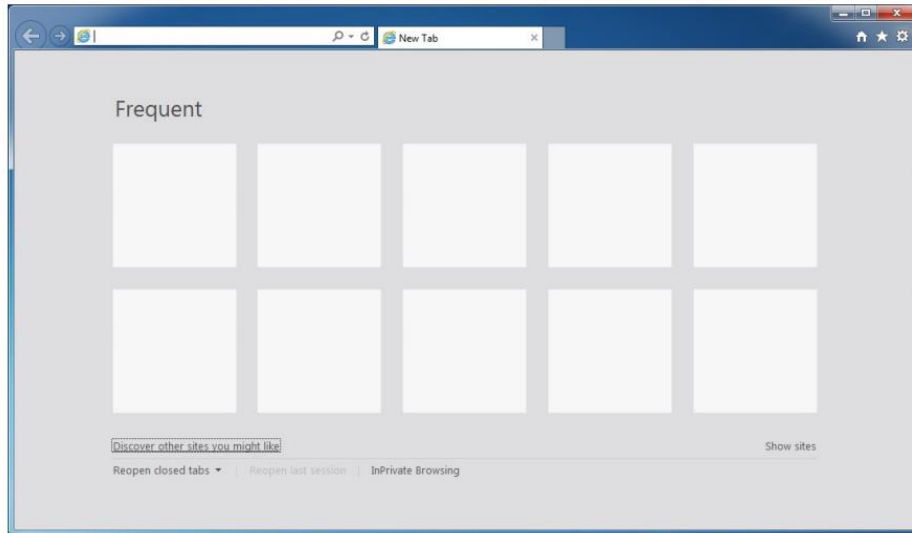 New Tab
Frequent
Discover other sites you might like
Show sites
Reopen closed tabs | Reopen last session | InPrivate Browsing